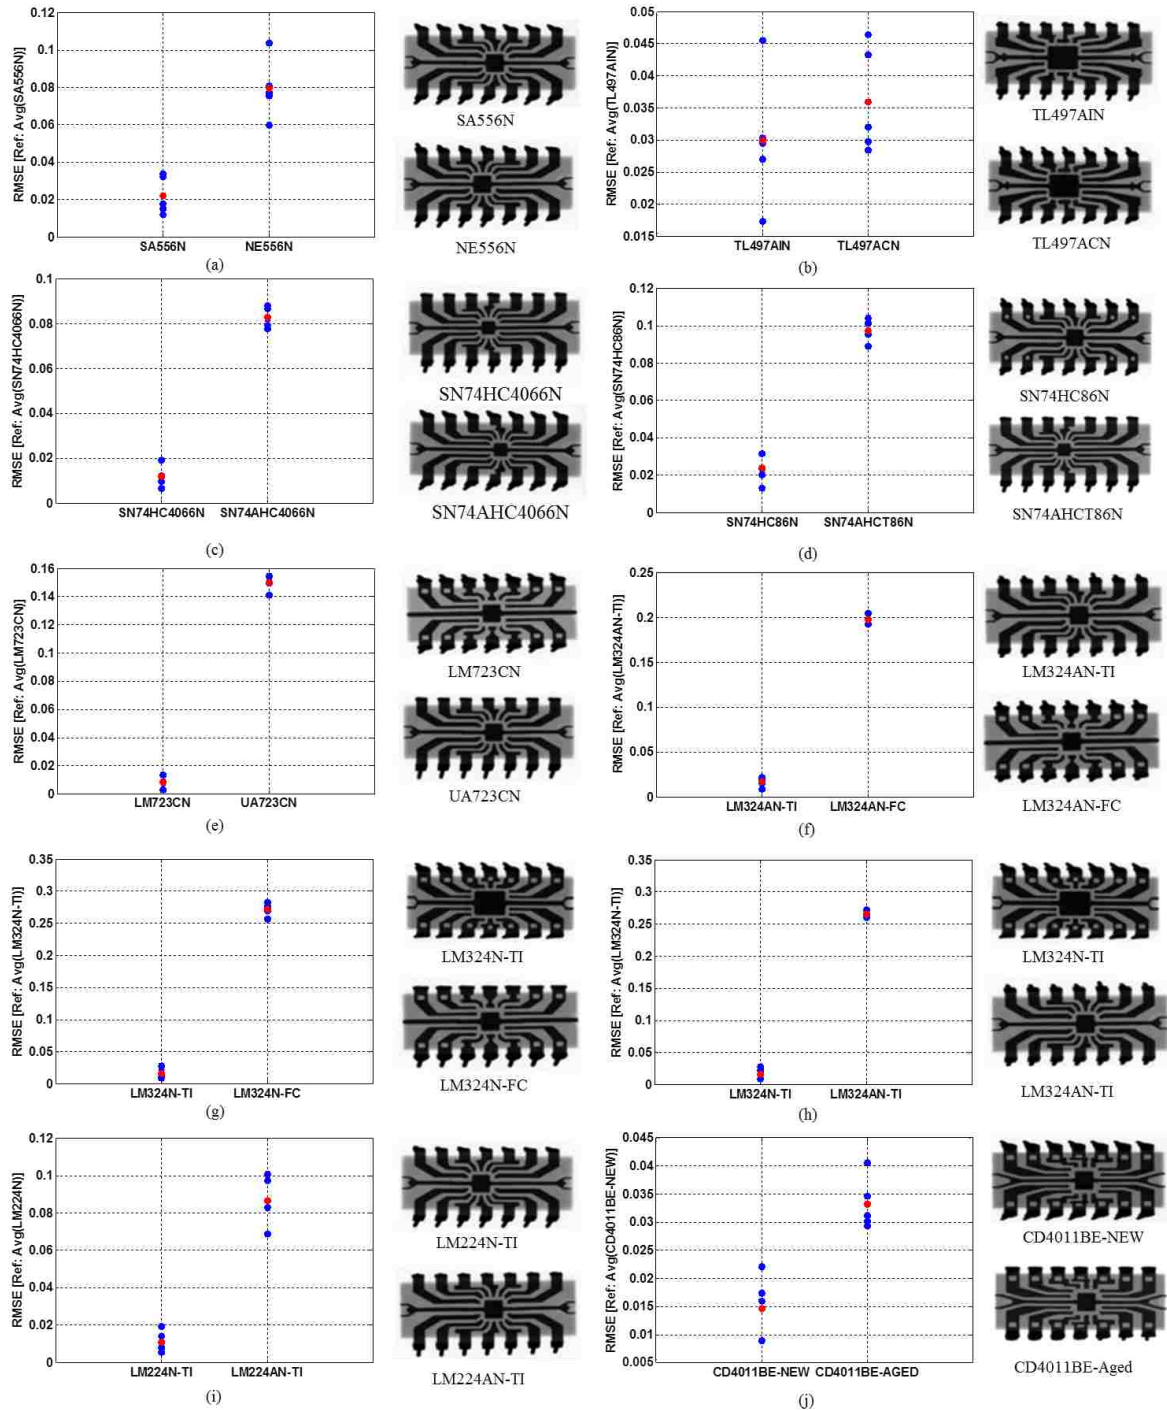 RMSE [Ref: Avg(SA556N)]
0.12
0.1
0.08
0.06
0.04
0.02
0
SA556N NE556N
(a)
SA556N
NE556N
RMSE [Ref: Avg(TL497AIN)]
0.05
0.045
0.04
0.035
0.03
0.025
0.02
0.015
TL497AIN TL497ACN
(b)
TL497AIN
TL497ACN
RMSE [Ref: Avg(SN74HC4066N)]
0.1
0.08
0.06
0.04
0.02
0
SN74HC4066N SN74AHC4066N
(c)
SN74HC4066N
SN74AHC4066N
RMSE [Ref: Avg(SN74HC86N)]
0.12
0.1
0.08
0.06
0.04
0.02
0
SN74HC86N SN74AHCT86N
(d)
SN74HC86N
SN74AHCT86N
RMSE [Ref: Avg(LM723CN)]
0.16
0.14
0.12
0.1
0.08
0.06
0.04
0.02
0
LM723CN UA723CN
(e)
LM723CN
UA723CN
RMSE [Ref: Avg(LM324AN-TI)]
0.25
0.2
0.15
0.1
0.05
0
LM324AN-TI LM324AN-FC
(f)
LM324AN-TI
LM324AN-FC
RMSE [Ref: Avg(LM324N-TI)]
0.35
0.3
0.25
0.2
0.15
0.1
0.05
0
LM324N-TI LM324N-FC
(g)
LM324N-TI
LM324N-FC
RMSE [Ref: Avg(LM324N-TI)]
0.35
0.3
0.25
0.2
0.15
0.1
0.05
0
LM324N-TI LM324AN-TI
(h)
LM324N-TI
LM324AN-TI
RMSE [Ref: Avg(LM224N)]
0.12
0.1
0.08
0.06
0.04
0.02
0
LM224N-TI LM224AN-TI
(i)
LM224N-TI
LM224AN-TI
RMSE [Ref: Avg(CD4011BE-NEW)]
0.045
0.04
0.035
0.03
0.025
0.02
0.015
0.01
0.005
CD4011BE-NEW CD4011BE-AGED
(j)
CD4011BE-NEW
CD4011BE-Aged